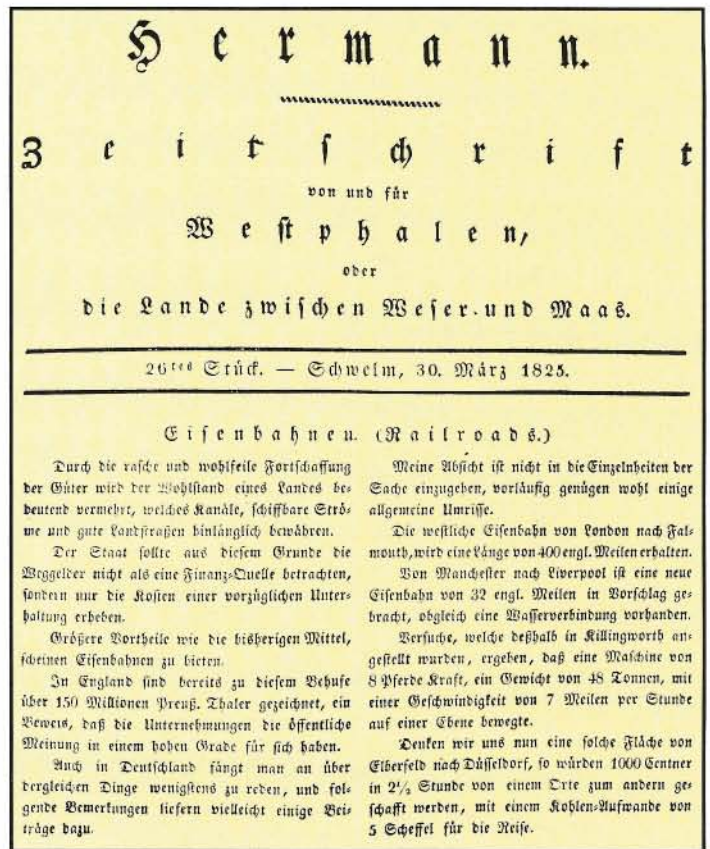 Hermann.
Zeitschrift
von und für
Westphalen,
oder
die Lande zwischen Weser und Maas.
26tes Stück. — Schwelm, 30. März 1825.
Eisenbahnen. (Railroads.)
Durch die rasche und wohlfeile Fortschaffung
der Güter wird der Wohlstand eines Landes be-
deutend vermehrt, welches Kanäle, schiffbare Strö-
me und gute Landstraßen hinlänglich bewähren.
Der Staat sollte aus diesem Grunde die
Weggelder nicht als eine Finanz-Quelle betrachten,
sondern nur die Kosten einer vorzüglichen Unter-
haltung erheben.
Größere Vortheile wie die bisherigen Mittel,
scheinen Eisenbahnen zu bieten.
In England sind bereits zu diesem Behufe
über 150 Millionen Preuß. Thaler gezeichnet, ein
Beweis, daß die Unternehmungen die öffentliche
Meinung in einem hohen Grade für sich haben.
Auch in Deutschland fängt man an über
dergleichen Dinge wenigstens zu reden, und fol-
gende Bemerkungen liefern vielleicht einige Bei-
träge dazu.
Meine Absicht ist nicht in die Einzelnheiten der
Sache einzugehen, vorläufig genügen wohl einige
allgemeine Umrisse.
Die westliche Eisenbahn von London nach Fal-
mouth, wird eine Länge von 400 engl. Meilen erhalten.
Von Manchester nach Liverpool ist eine neue
Eisenbahn von 32 engl. Meilen in Vorschlag ge-
bracht, obgleich eine Wasserverbindung vorhanden.
Versuche, welche deßhalb in Killingworth an-
gestellt wurden, ergeben, daß eine Maschine von
8 Pferde Kraft, ein Gewicht von 48 Tonnen, mit
einer Geschwindigkeit von 7 Meilen per Stunde
auf einer Ebene bewegte.
Denken wir uns nun eine solche Fläche von
Elberfeld nach Düsseldorf, so würden 1000 Centner
in 2½ Stunde von einem Orte zum andern ge-
schafft werden, mit einem Kohlen-Aufwande von
5 Scheffel für die Reise.